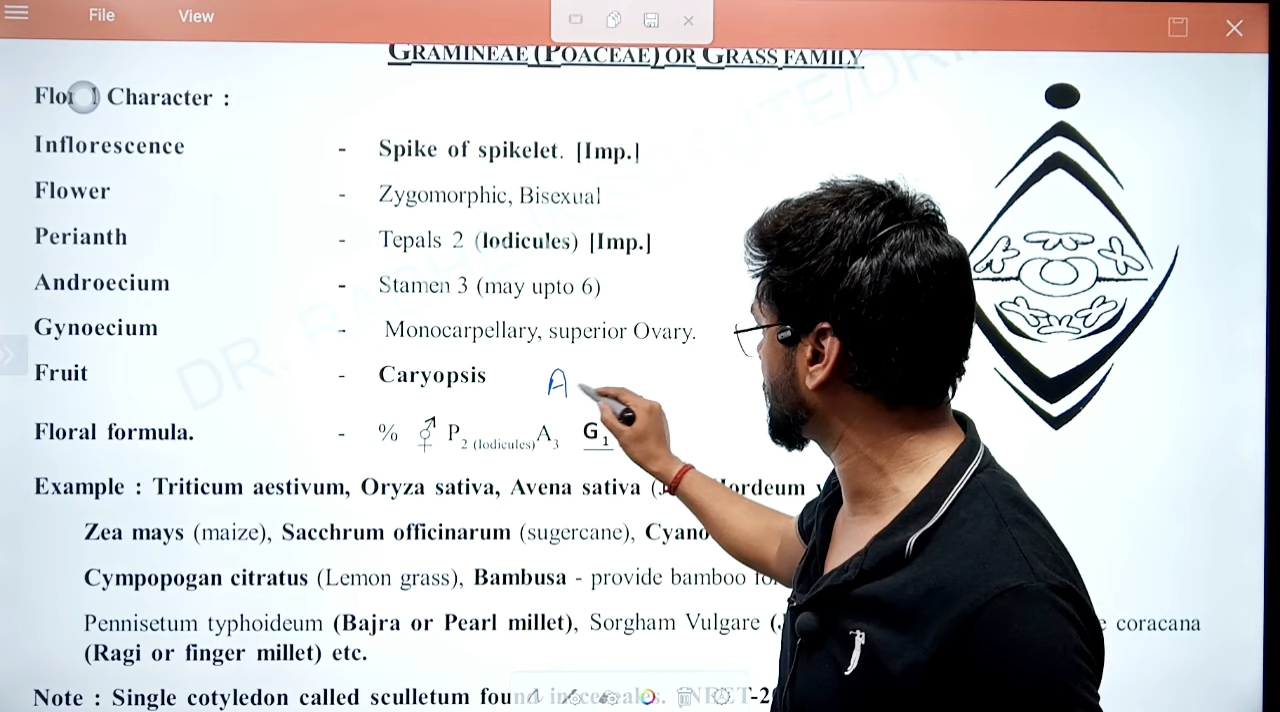 File View
GRAMINEAE (POACEAE) OR GRASS FAMILY
Character :
Inflorescence - Spike of spikelet. [Imp.]
Flower - Zygomorphic, Bisexual
Perianth - Tepals 2 (lodicules) [Imp.]
Androecium - Stamen 3 (may upto 6)
Gynoecium - Monocarpellary, superior Ovary.
Fruit - Caryopsis A
Floral formula. - % ⚥ P2 (lodicules) A3 G1
Example : Triticum aestivum, Oryza sativa, Avena sativa
Zea mays (maize), Sacchrum officinarum (sugercane),
Cympopogan citratus (Lemon grass), Bambusa - provide bamboo
Pennisetum typhoideum (Bajra or Pearl millet), Sorgham Vulgare coracana
(Ragi or finger millet) etc.
Note : Single cotyledon called sculletum